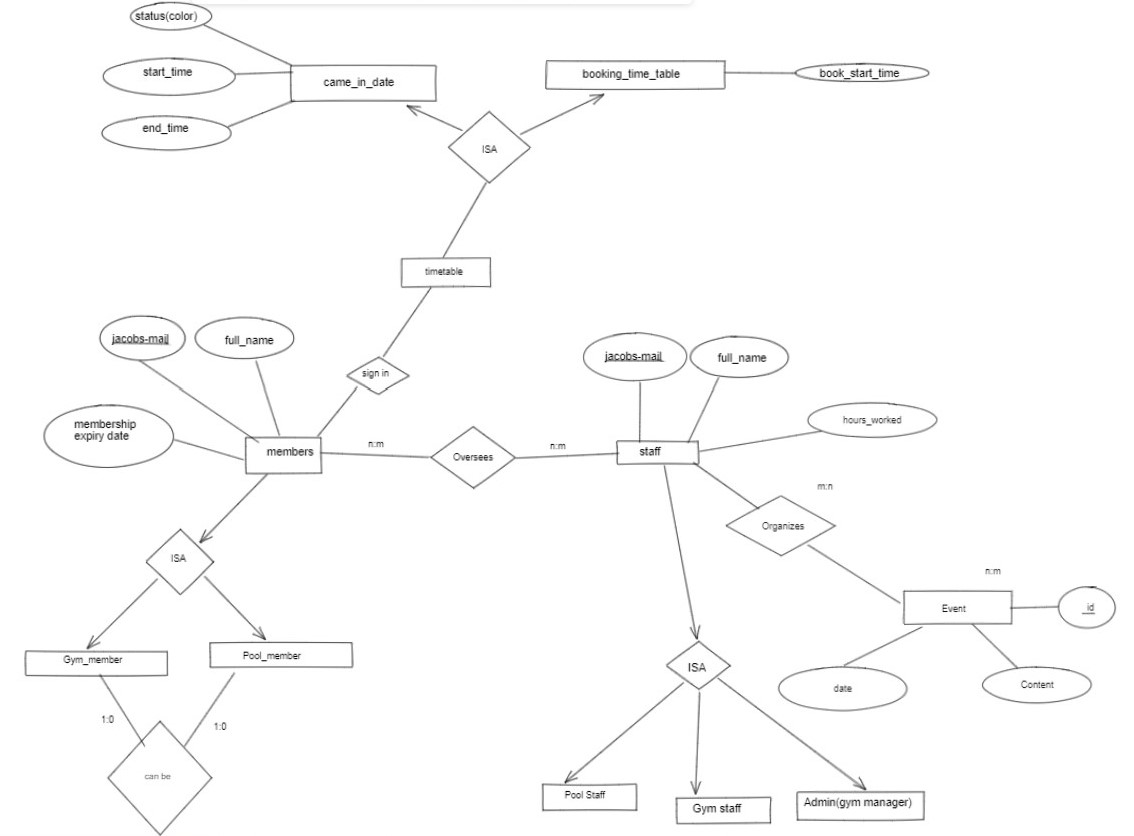 status(color)
start_time
came_in_date
booking_time_table
book_start_time
end_time
ISA
timetable
jacobs-mail
full_name
sign in
jacobs-mail
full_name
membership
expiry date
hours_worked
members
n:m
Oversees
n:m
staff
m:n
Organizes
ISA
n:m
Event
_id
Gym_member
Pool_member
ISA
date
Content
1:0
1:0
can be
Pool Staff
Gym staff
Admin(gym manager)